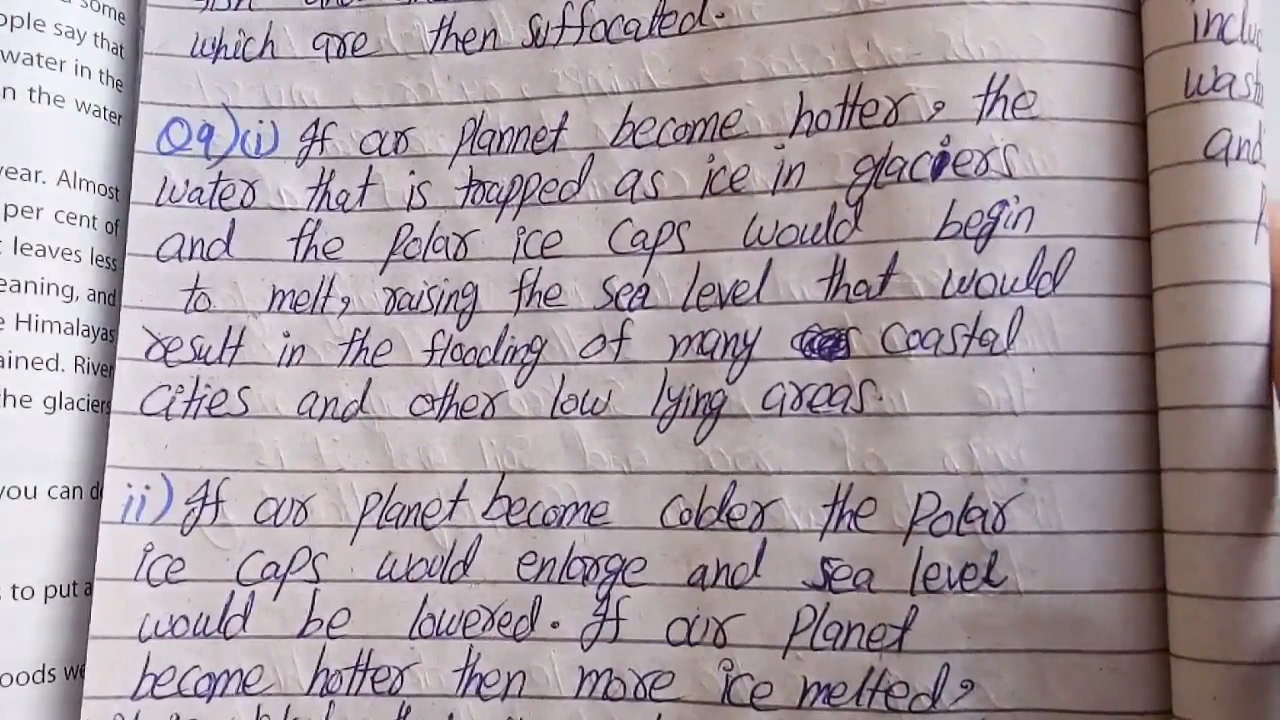 some
ople say that
water in the
n the water
year. Almost
per cent of
leaves less
eaning, and
e Himalayas
ained. River
he glaciers
you can d
to put a
oods we
which are then suffocated.
Q9)(i) If our Plannet become hotter, the
water that is trapped as ice in glaciers
and the Polar ice caps would begin
to melt, raising the sea level that would
result in the flooding of many coastal
cities and other low lying areas.
ii) If our Planet become colder the Polar
ice caps would enlarge and sea level
would be lowered. If our Planet
become hotter then more ice melted,
inclu
wast
and